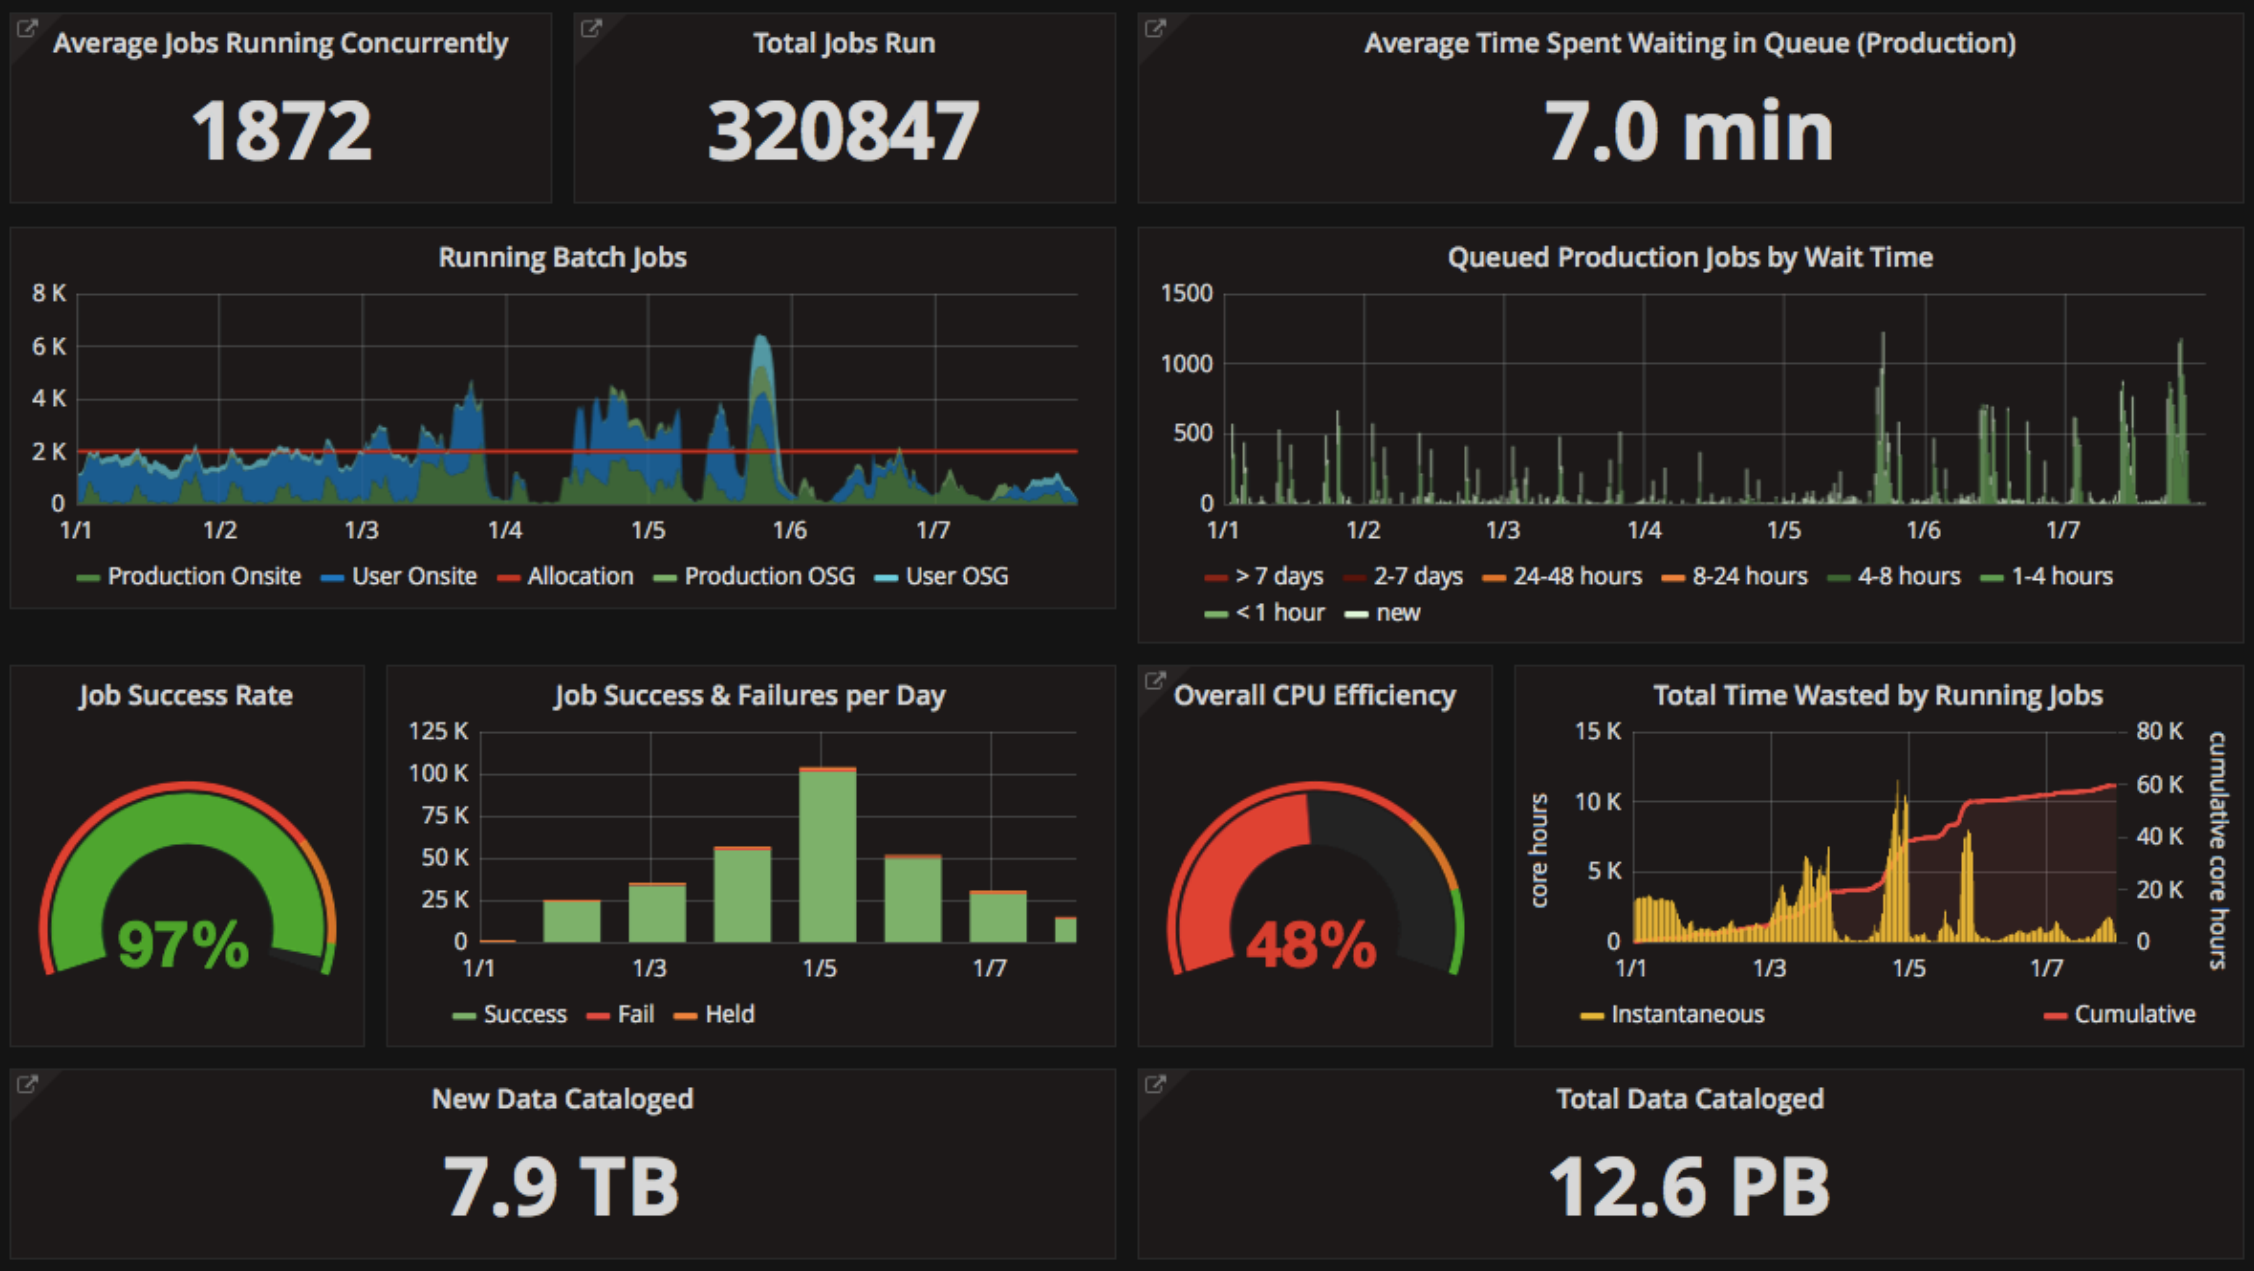 Average Jobs Running Concurrently
1872
Total Jobs Run
320847
Average Time Spent Waiting in Queue (Production)
7.0 min
Running Batch Jobs
8 K
6 K
4 K
2 K
0
1/1 1/2 1/3 1/4 1/5 1/6 1/7
Production Onsite User Onsite Allocation Production OSG User OSG
Queued Production Jobs by Wait Time
1500
1000
500
0
1/1 1/2 1/3 1/4 1/5 1/6 1/7
> 7 days 2-7 days 24-48 hours 8-24 hours 4-8 hours 1-4 hours
< 1 hour new
Job Success Rate
97%
Job Success & Failures per Day
125 K
100 K
75 K
50 K
25 K
0
1/1 1/3 1/5 1/7
Success Fail Held
Overall CPU Efficiency
48%
Total Time Wasted by Running Jobs
core hours
15 K
10 K
5 K
0
80 K
60 K
40 K
20 K
0
cumulative core hours
1/1 1/3 1/5 1/7
Instantaneous Cumulative
New Data Cataloged
7.9 TB
Total Data Cataloged
12.6 PB